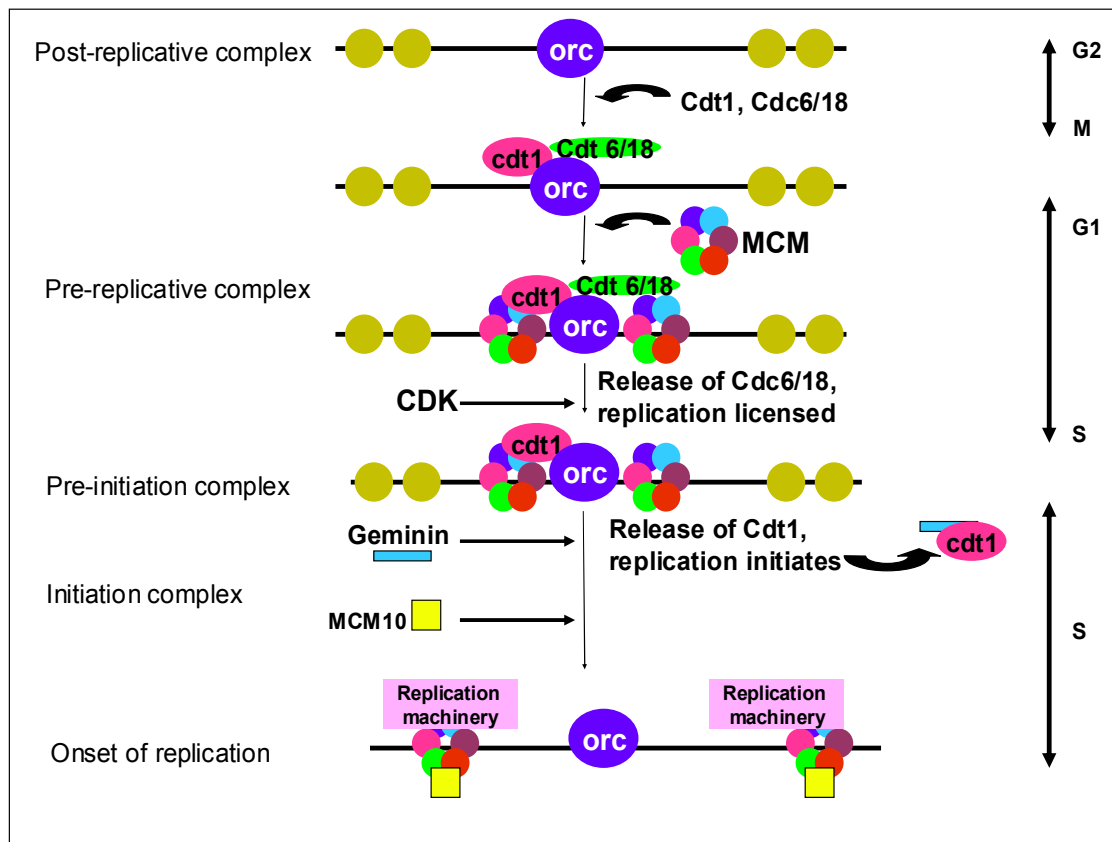 Post-replicative complex
orc
G2
Cdt1, Cdc6/18
M
cdt1
Cdt 6/18
orc
G1
MCM
Pre-replicative complex
cdt1
Cdt 6/18
orc
CDK
Release of Cdc6/18,
replication licensed
S
cdt1
orc
Pre-initiation complex
Geminin
Release of Cdt1,
replication initiates
cdt1
Initiation complex
MCM10
S
Replication
machinery
Replication
machinery
orc
Onset of replication